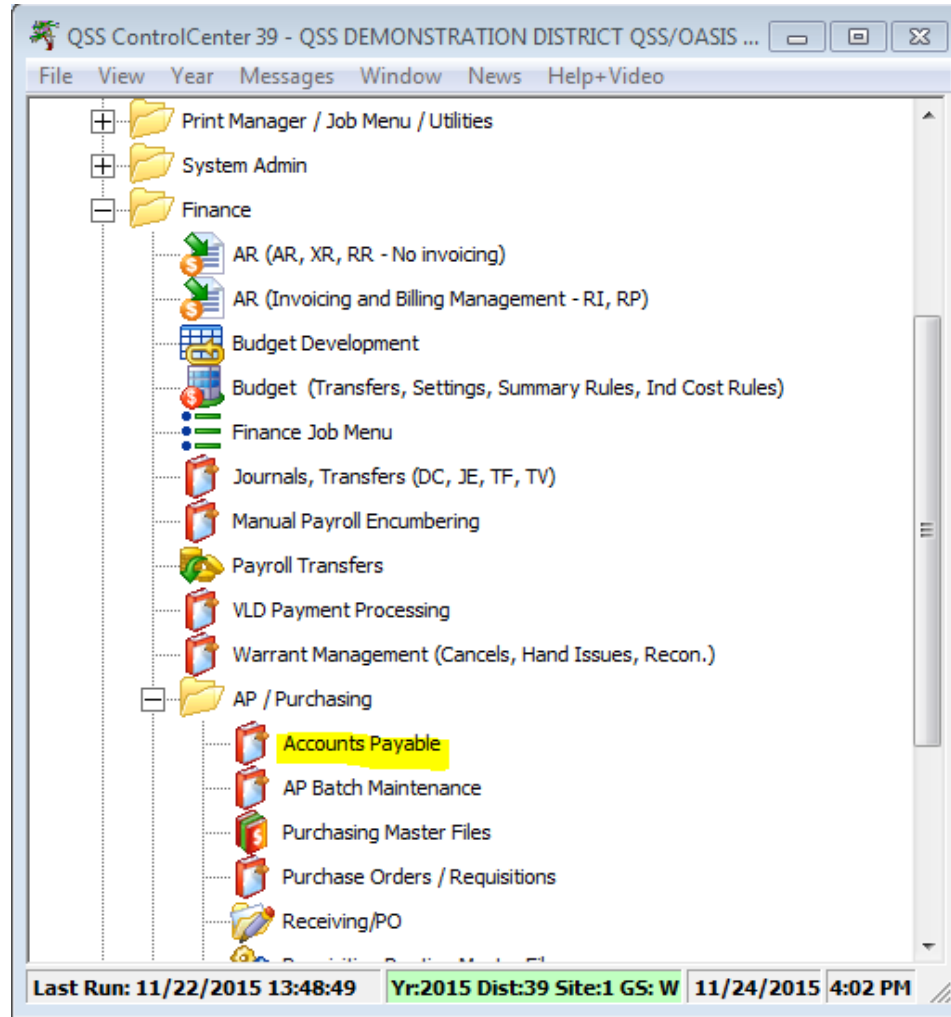 QSS ControlCenter 39 - QSS DEMONSTRATION DISTRICT QSS/OASIS ...
File View Year Messages Window News Help+Video
Print Manager / Job Menu / Utilities
System Admin
Finance
AR (AR, XR, RR - No invoicing)
AR (Invoicing and Billing Management - RI, RP)
Budget Development
Budget (Transfers, Settings, Summary Rules, Ind Cost Rules)
Finance Job Menu
Journals, Transfers (DC, JE, TF, TV)
Manual Payroll Encumbering
Payroll Transfers
VLD Payment Processing
Warrant Management (Cancels, Hand Issues, Recon.)
AP / Purchasing
Accounts Payable
AP Batch Maintenance
Purchasing Master Files
Purchase Orders / Requisitions
Receiving/PO
Last Run: 11/22/2015 13:48:49 Yr:2015 Dist:39 Site:1 GS: W 11/24/2015 4:02 PM